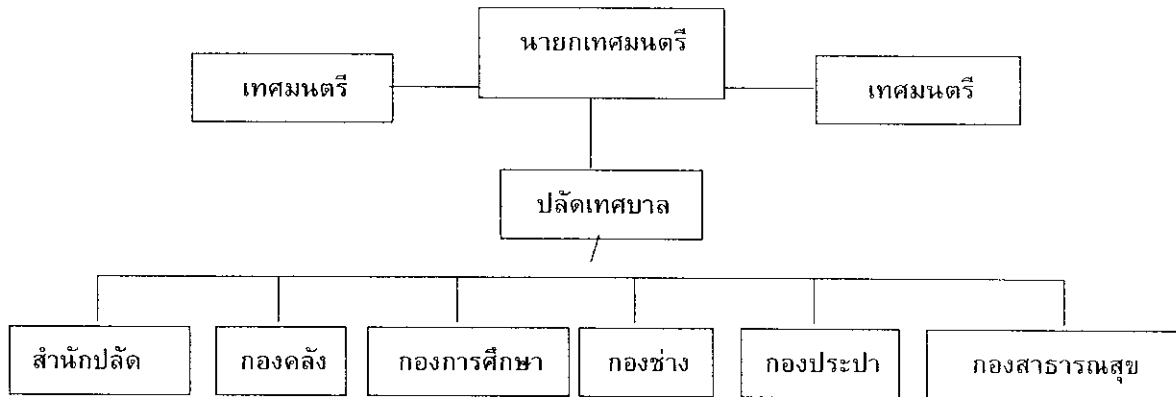 นายกเทศมนตรี
เทศมนตรี
เทศมนตรี
ปลัดเทศบาล
สำนักปลัด
กองคลัง
กองการศึกษา
กองช่าง
กองประปา
กองสาธารณสุข